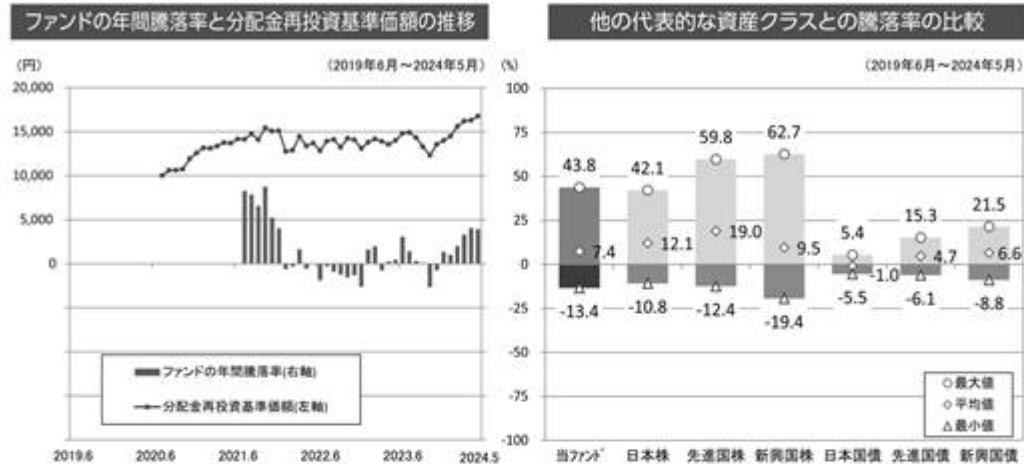 ファンドの年間騰落率と分配金再投資基準価額の推移
(円)
(2019年6月～2024年5月)
20,000
15,000
10,000
5,000
0
ファンドの年間騰落率(右軸)
分配金再投資基準価額(左軸)
2019.6 2020.6 2021.6 2022.6 2023.6 2024.5
他の代表的な資産クラスとの騰落率の比較
(%)
(2019年6月～2024年5月)
100
75
50
25
0
-25
-50
-75
-100
43.8 42.1 59.8 62.7 5.4 15.3 21.5
7.4 12.1 19.0 9.5 -1.0 4.7 6.6
-13.4 -10.8 -12.4 -19.4 -5.5 -6.1 -8.8
最大値
平均値
最小値
当ファンド 日本株 先進国株 新興国株 日本国債 先進国債 新興国債